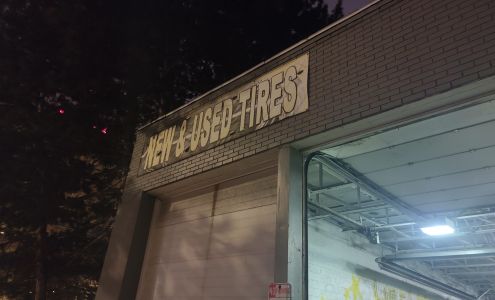 NEW & USED TIRES